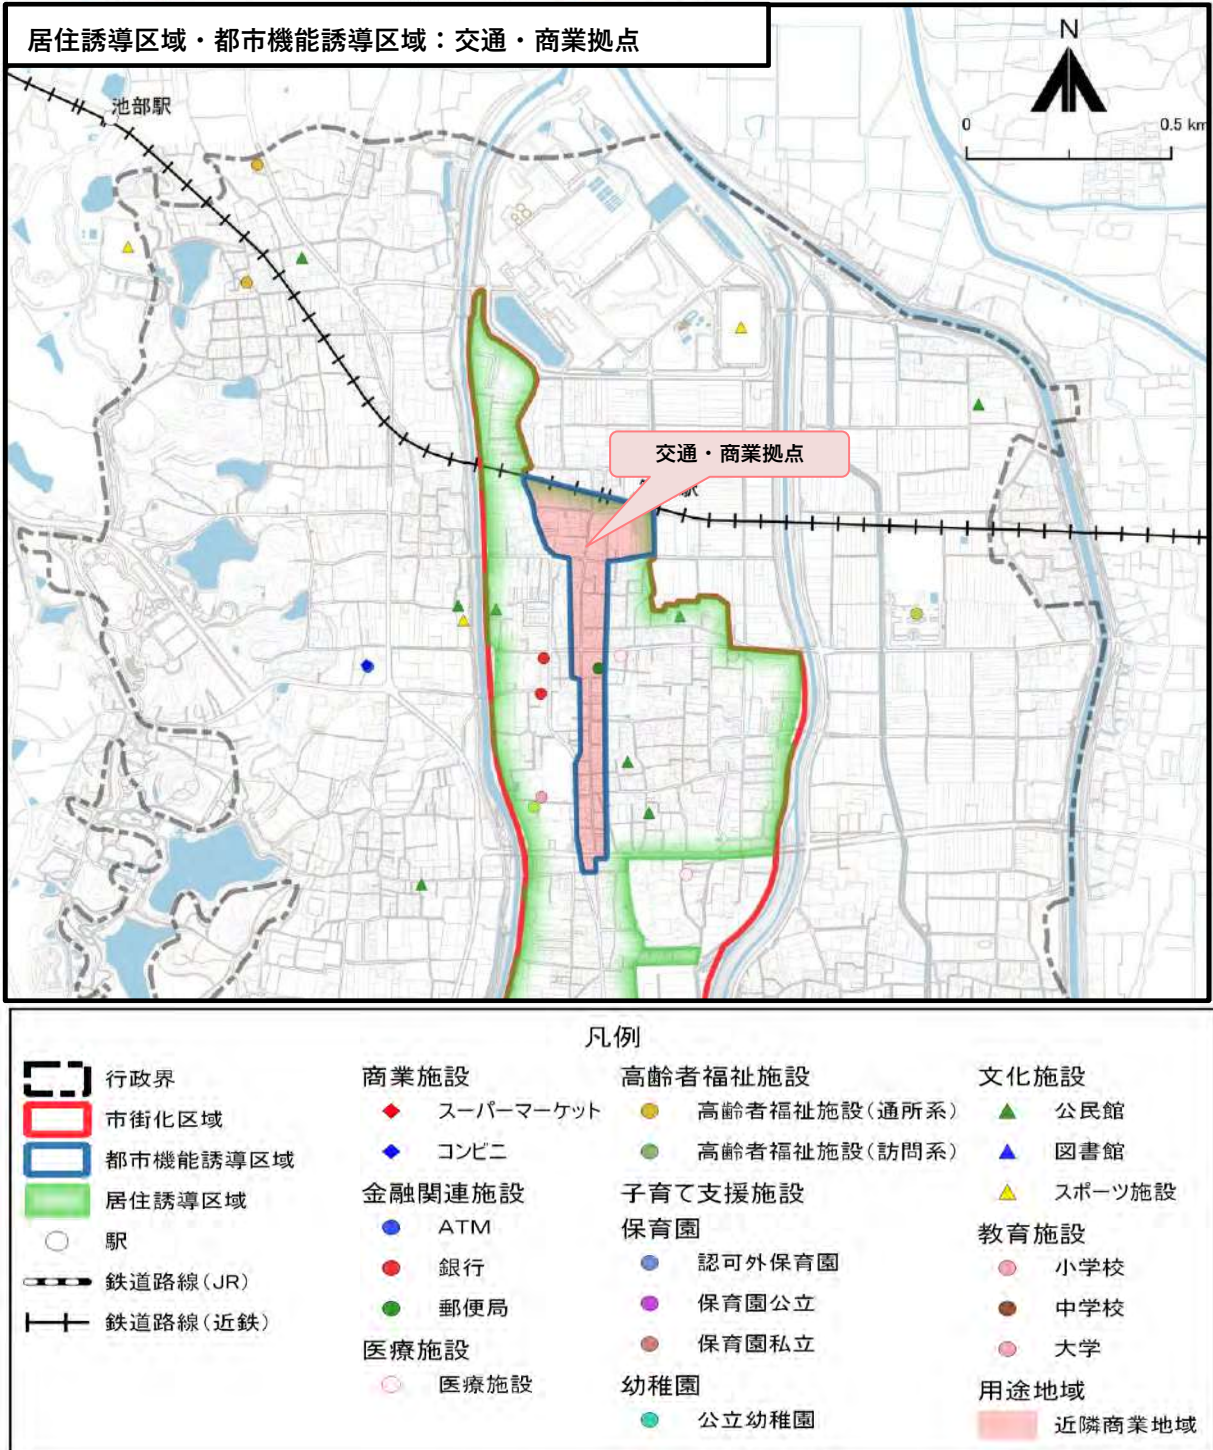 居住誘導区域・都市機能誘導区域：交通・商業拠点
N
0 0.5 km
池部駅
交通・商業拠点
駅
凡例
行政界
市街化区域
都市機能誘導区域
居住誘導区域
駅
鉄道路線(JR)
鉄道路線(近鉄)
商業施設
スーパーマーケット
コンビニ
金融関連施設
ATM
銀行
郵便局
医療施設
医療施設
高齢者福祉施設
高齢者福祉施設(通所系)
高齢者福祉施設(訪問系)
子育て支援施設
保育園
認可外保育園
保育園公立
保育園私立
幼稚園
公立幼稚園
文化施設
公民館
図書館
スポーツ施設
教育施設
小学校
中学校
大学
用途地域
近隣商業地域